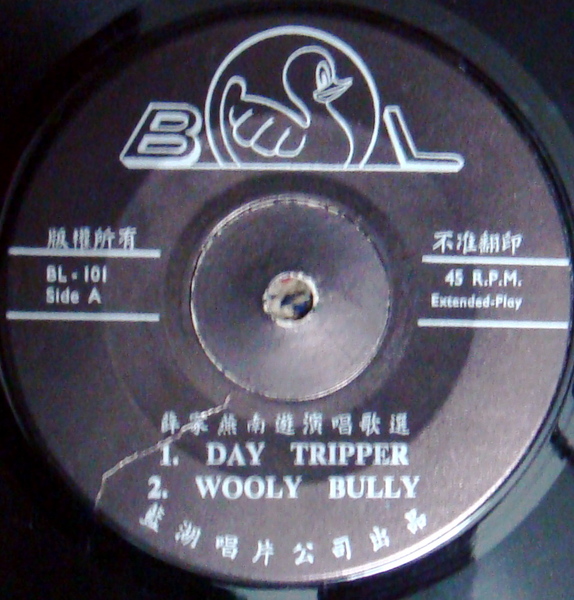 B L
版權所有
不准翻印
BL-101
45 R.P.M.
Side A
Extended-Play
薛家燕南遊演唱歌選
1. DAY TRIPPER
2. WOOLY BULLY
藍湖唱片公司出品